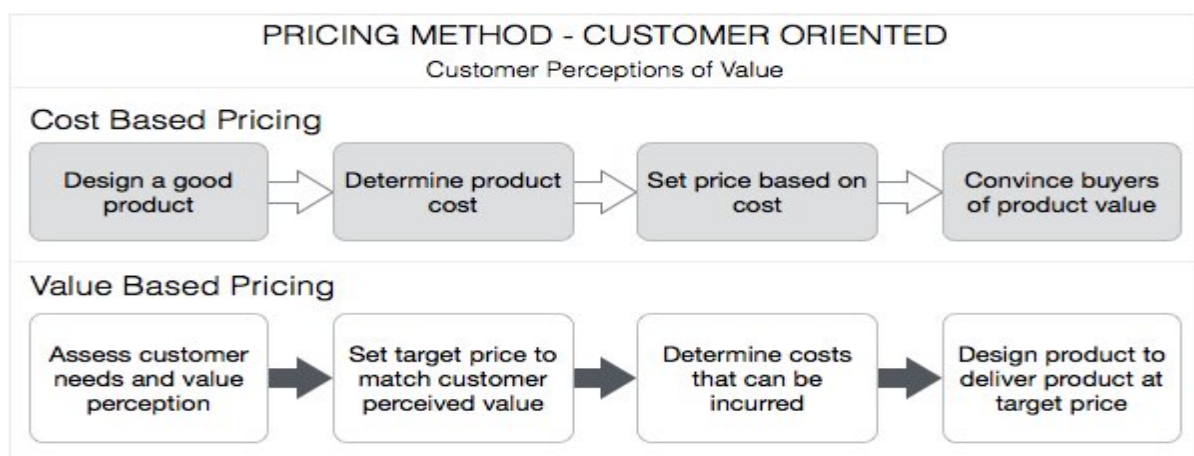 PRICING METHOD - CUSTOMER ORIENTED
Customer Perceptions of Value
Cost Based Pricing
Design a good
product
Determine product
cost
Set price based on
cost
Convince buyers
of product value
Value Based Pricing
Assess customer
needs and value
perception
Set target price to
match customer
perceived value
Determine costs
that can be
incurred
Design product to
deliver product at
target price